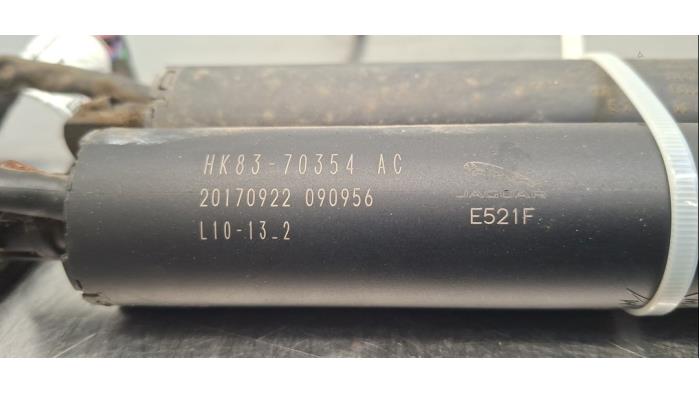 HK83-70354 AC
20170922 090956
L10-13_2
JAGUAR
E521F